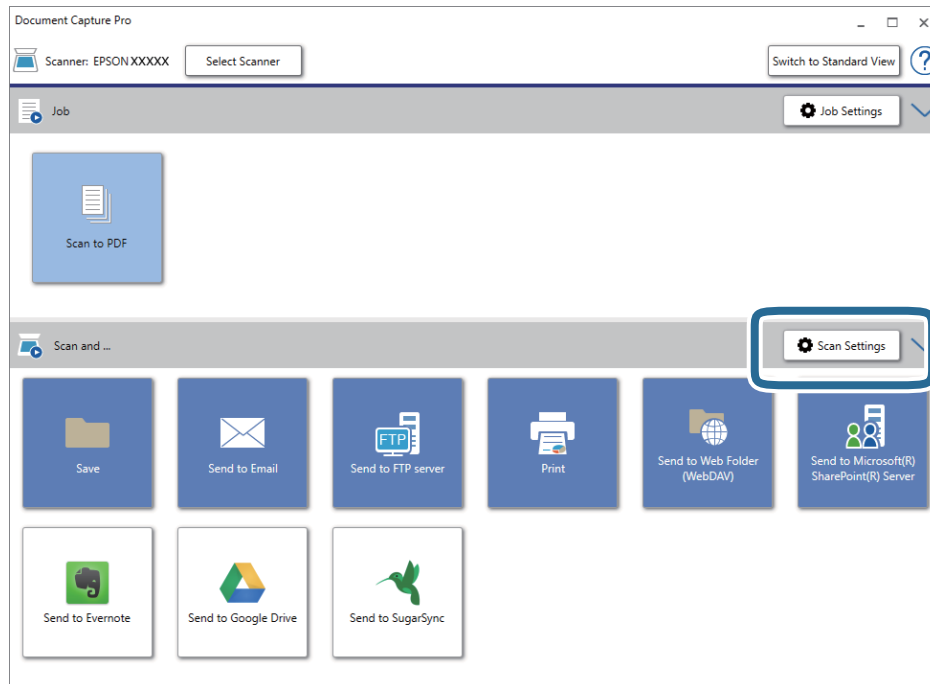 Document Capture Pro
Scanner: EPSON XXXXX
Select Scanner
Switch to Standard View
?
Job
Job Settings
Scan to PDF
Scan and ...
Scan Settings
Save
Send to Email
FTP
Send to FTP server
Print
Send to Web Folder
(WebDAV)
Send to Microsoft(R)
SharePoint(R) Server
Send to Evernote
Send to Google Drive
Send to SugarSync